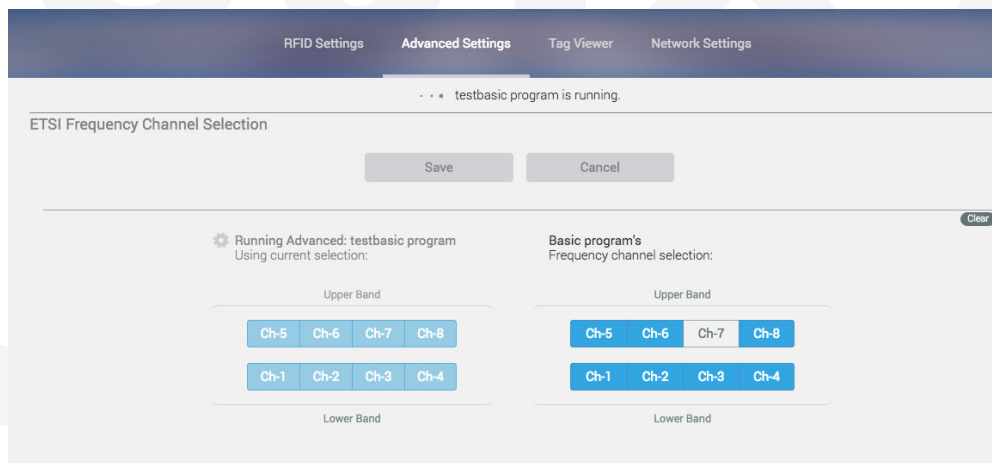 RFID Settings Advanced Settings Tag Viewer Network Settings
testbasic program is running.
ETSI Frequency Channel Selection
Save Cancel
Clear
Running Advanced: testbasic program
Using current selection:
Upper Band
Ch-5 Ch-6 Ch-7 Ch-8
Ch-1 Ch-2 Ch-3 Ch-4
Lower Band
Basic program's
Frequency channel selection:
Upper Band
Ch-5 Ch-6 Ch-7 Ch-8
Ch-1 Ch-2 Ch-3 Ch-4
Lower Band